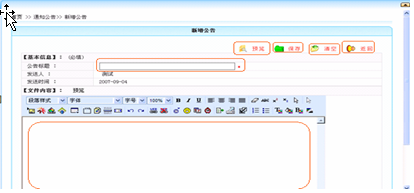 首页 >> 通知公告>> 新增公告
新增公告
预览 保存 清空 返回
【基本信息】：（必填）
公告标题：
发送人：测试
发送时间：2007-09-04
【文件内容】：预览
段落样式 字体 字号 100% B I U